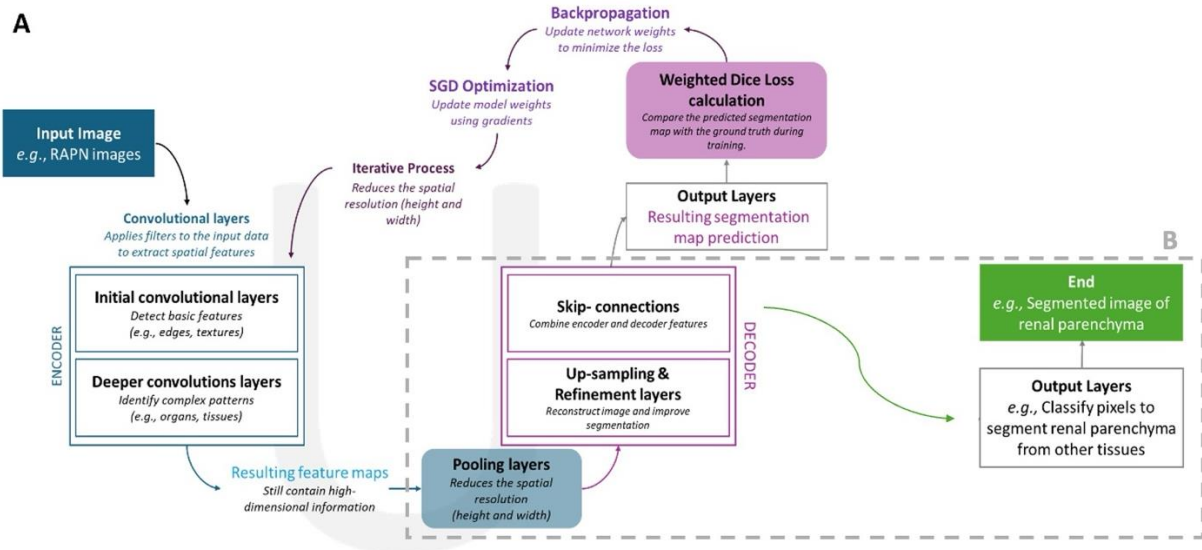 A
Backpropagation
Update network weights
to minimize the loss
SGD Optimization
Update model weights
using gradients
Weighted Dice Loss
calculation
Compare the predicted segmentation
map with the ground truth during
training.
Input Image
e.g., RAPN images
Iterative Process
Reduces the spatial
resolution (height and
width)
Output Layers
Resulting segmentation
map prediction
Convolutional layers
Applies filters to the input data
to extract spatial features
B
ENCODER
Initial convolutional layers
Detect basic features
(e.g., edges, textures)
Deeper convolutions layers
Identify complex patterns
(e.g., organs, tissues)
Skip- connections
Combine encoder and decoder features
Up-sampling &
Refinement layers
Reconstruct image and improve
segmentation
DECODER
End
e.g., Segmented image of
renal parenchyma
Output Layers
e.g., Classify pixels to
segment renal parenchyma
from other tissues
Resulting feature maps
Still contain high-
dimensional information
Pooling layers
Reduces the spatial
resolution
(height and width)